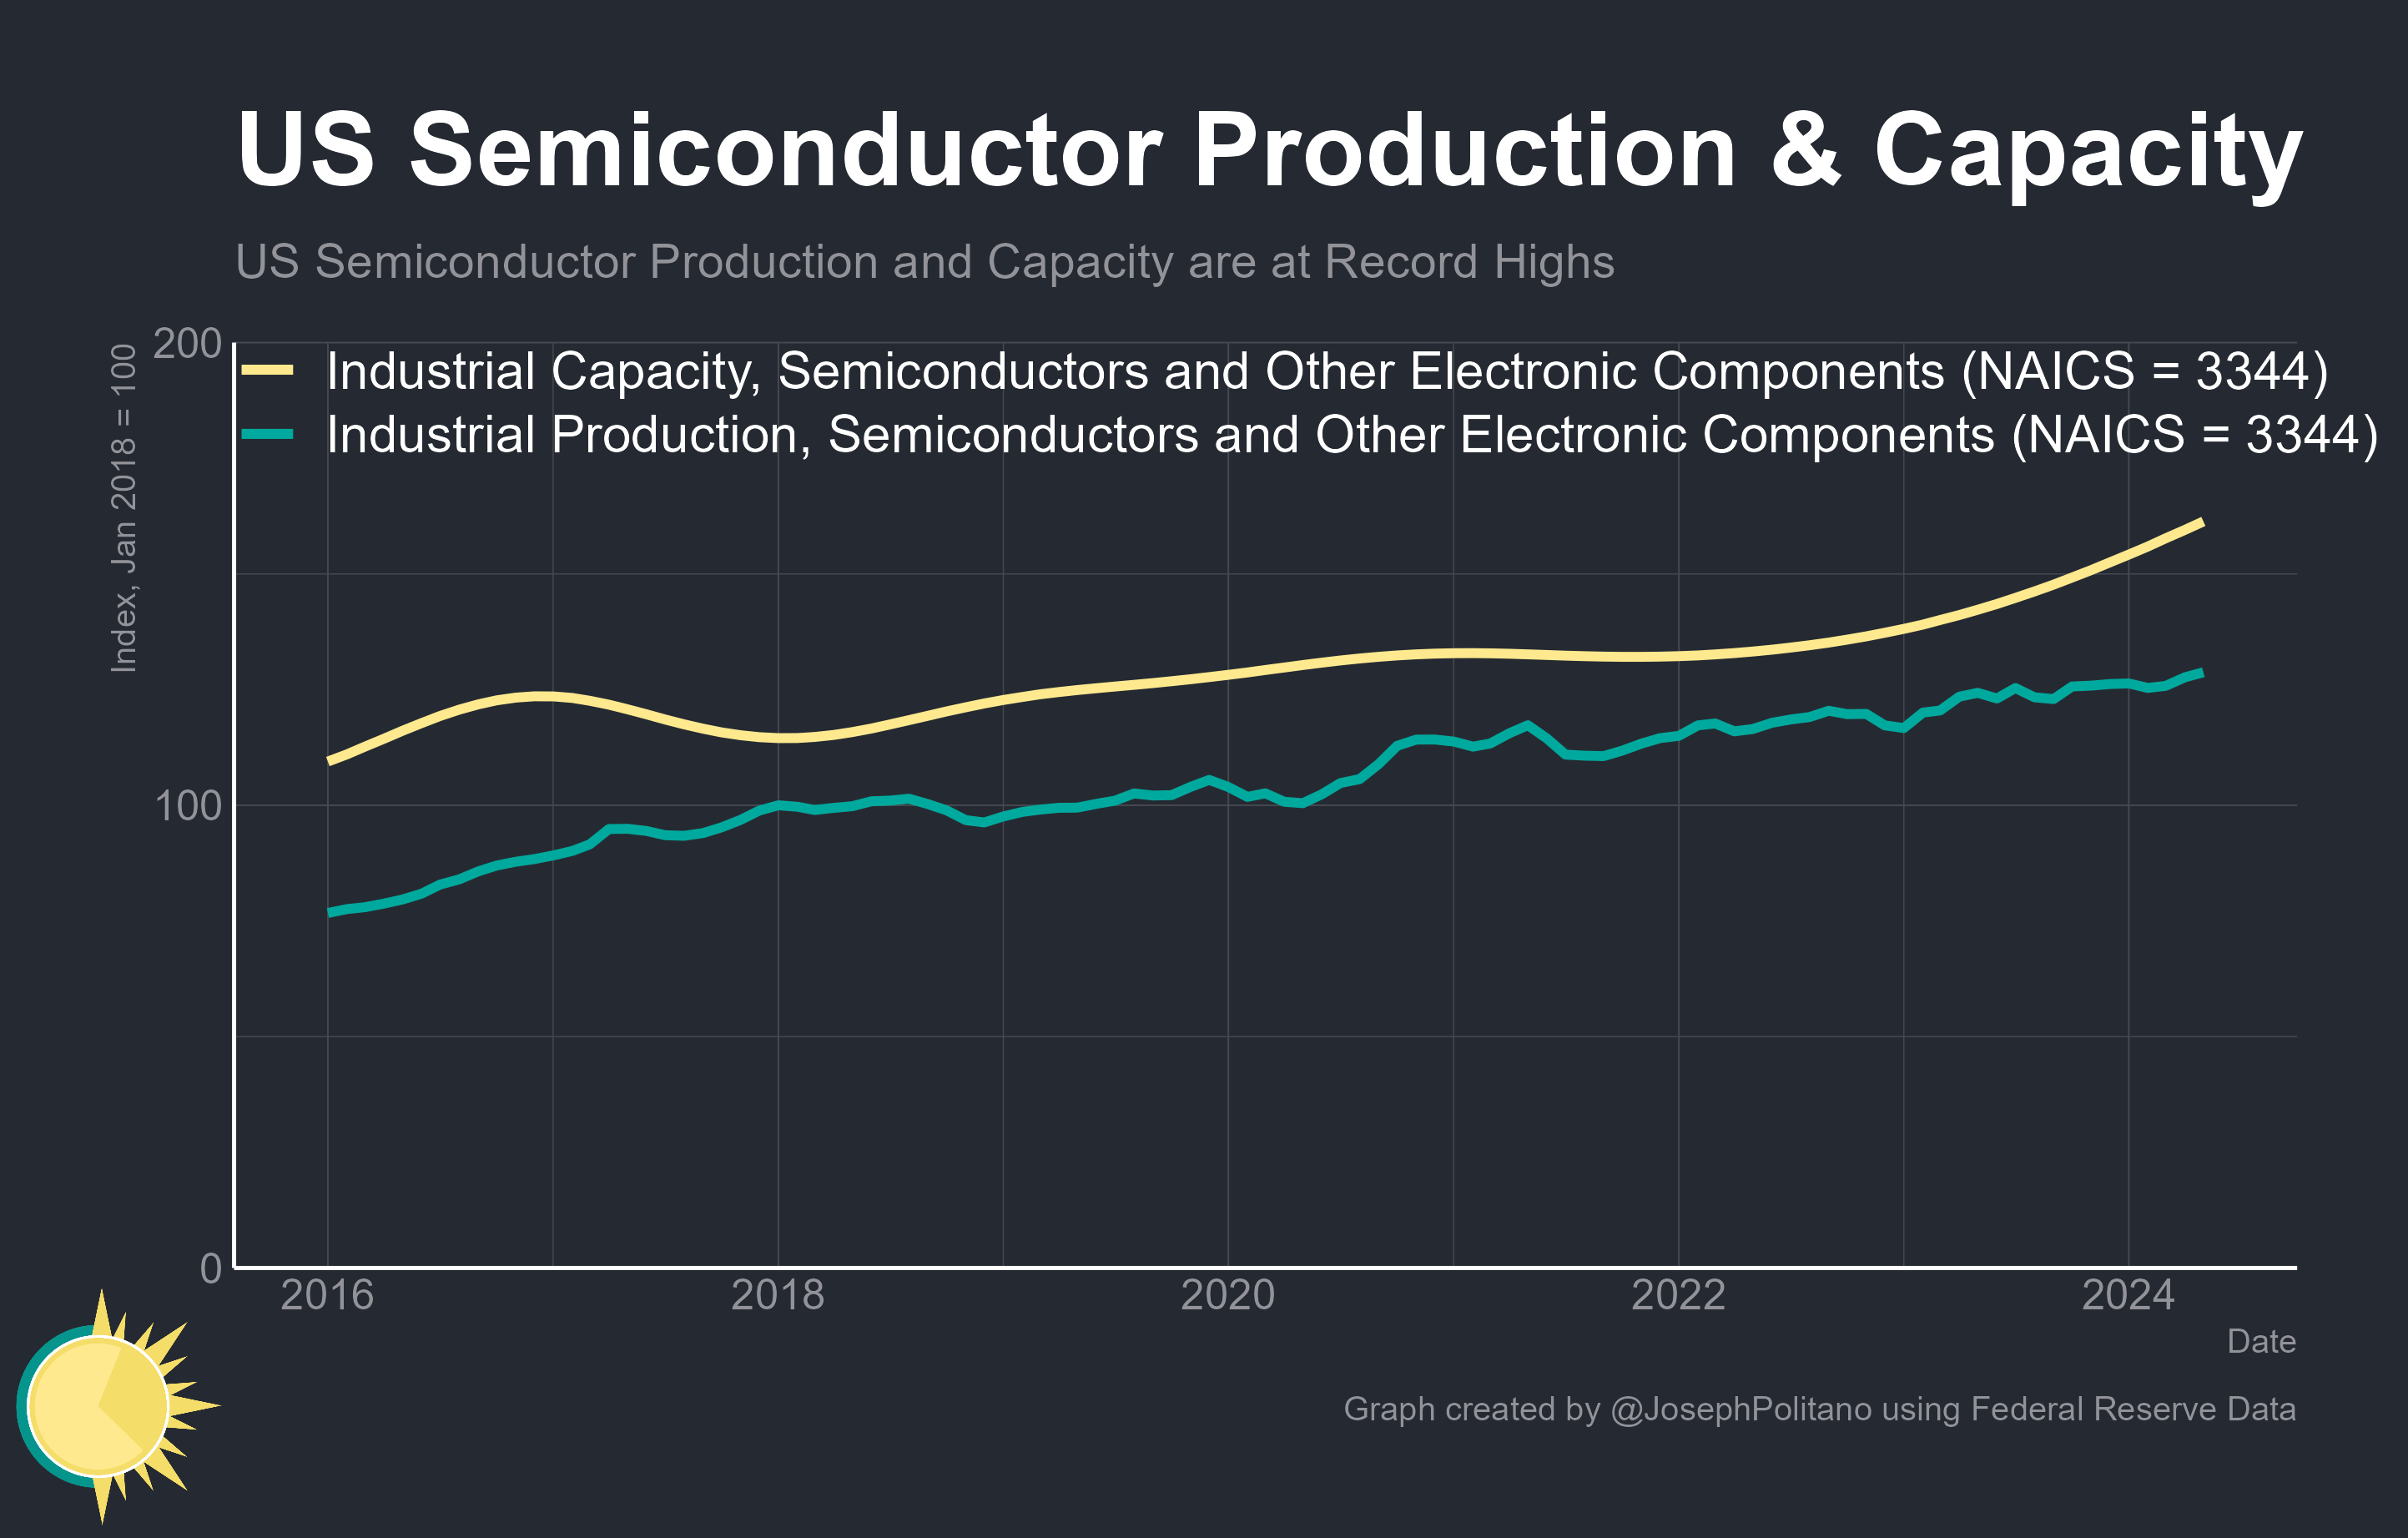 US Semiconductor Production & Capacity
US Semiconductor Production and Capacity are at Record Highs
Index, Jan 2018 = 100
200
Industrial Capacity, Semiconductors and Other Electronic Components (NAICS = 3344)
Industrial Production, Semiconductors and Other Electronic Components (NAICS = 3344)
100
0
2016 2018 2020 2022 2024
Date
Graph created by @JosephPolitano using Federal Reserve Data